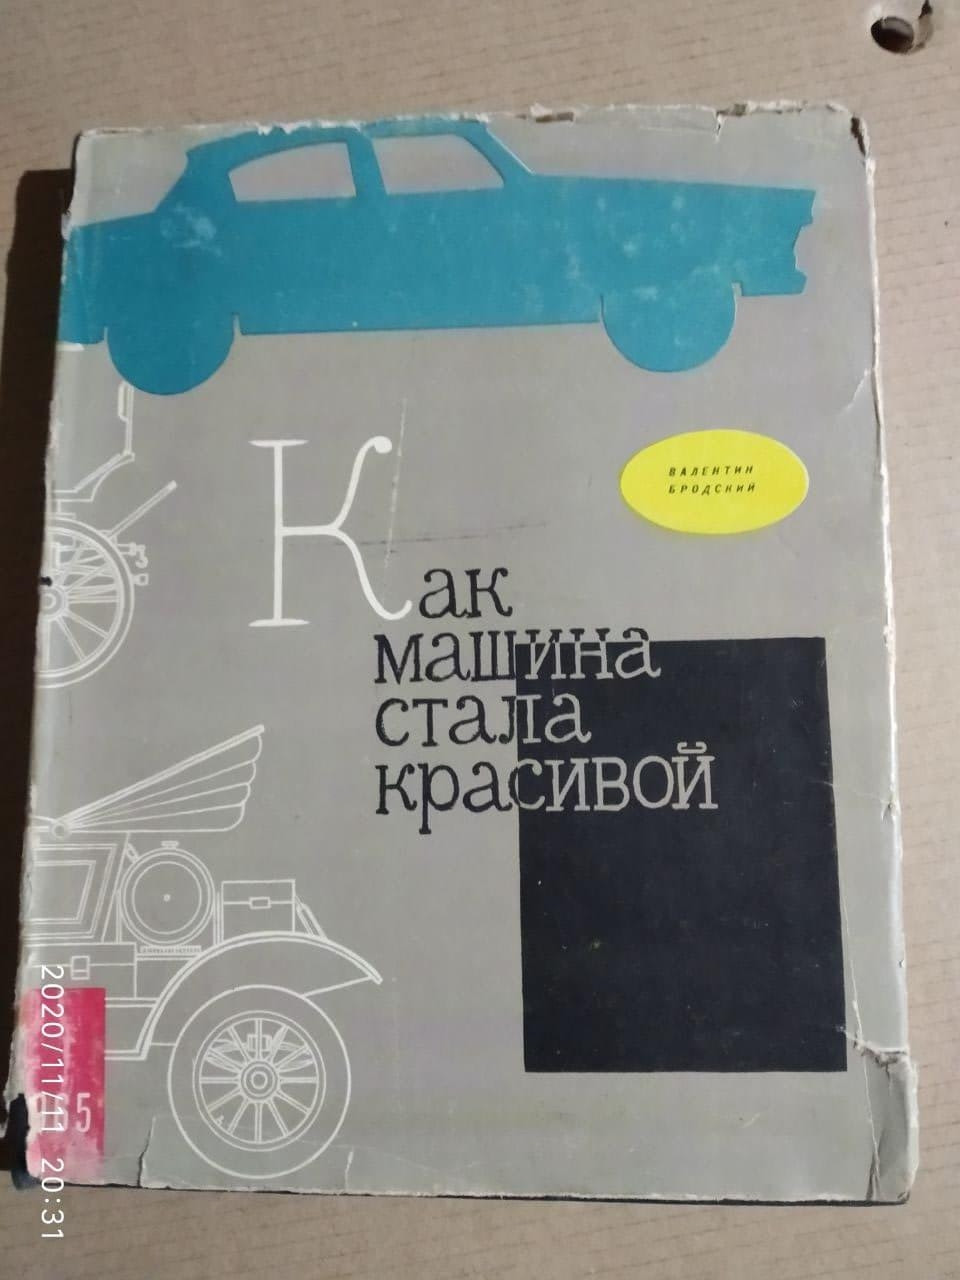 ВАЛЕНТИН
БРОДСКИЙ
Как
машина
стала
красивой
2020/11/11 20:31